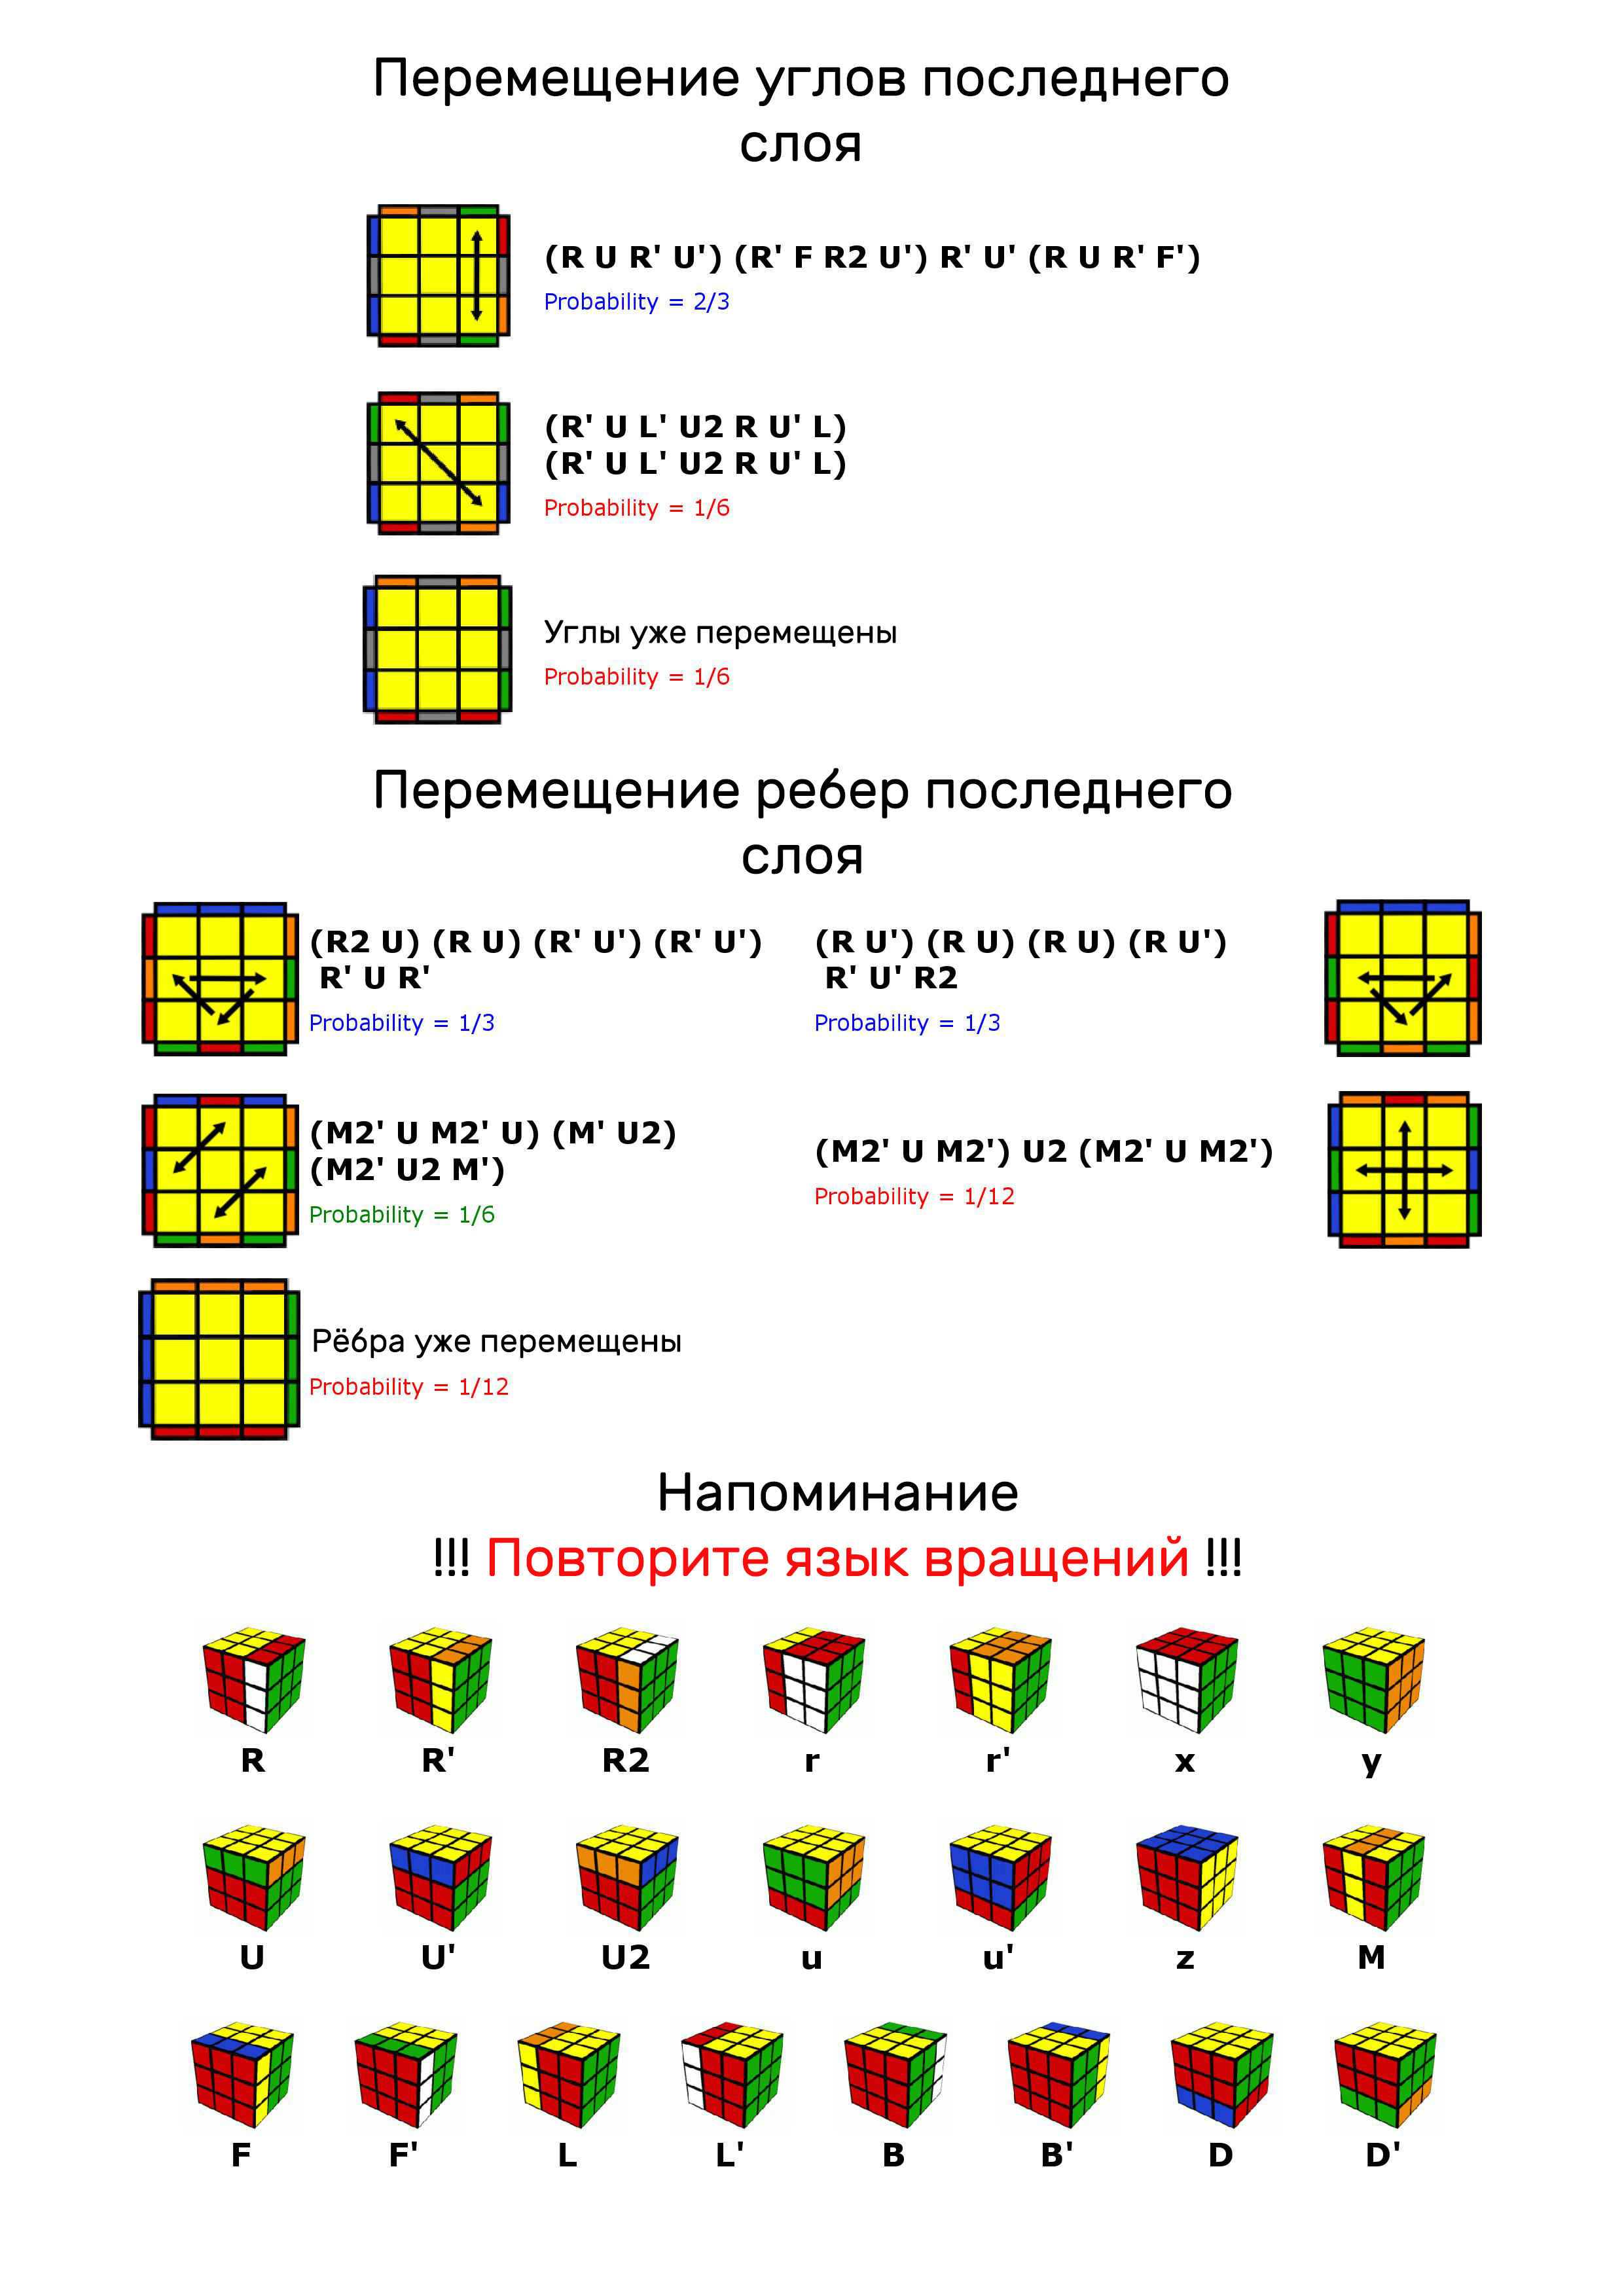 Перемещение углов последнего
слоя
(R U R' U') (R' F R2 U') R' U' (R U R' F')
Probability = 2/3
(R' U L' U2 R U' L)
(R' U L' U2 R U' L)
Probability = 1/6
Углы уже перемещены
Probability = 1/6
Перемещение ребер последнего
слоя
(R2 U) (R U) (R' U') (R' U')
R' U R'
Probability = 1/3
(R U') (R U) (R U) (R U')
R' U' R2
Probability = 1/3
(M2' U M2' U) (M' U2)
(M2' U2 M')
Probability = 1/6
(M2' U M2') U2 (M2' U M2')
Probability = 1/12
Рёбра уже перемещены
Probability = 1/12
Напоминание
!!! Повторите язык вращений !!!
R R' R2 r r' x y
U U' U2 u u' z M
F F' L L' B B' D D'